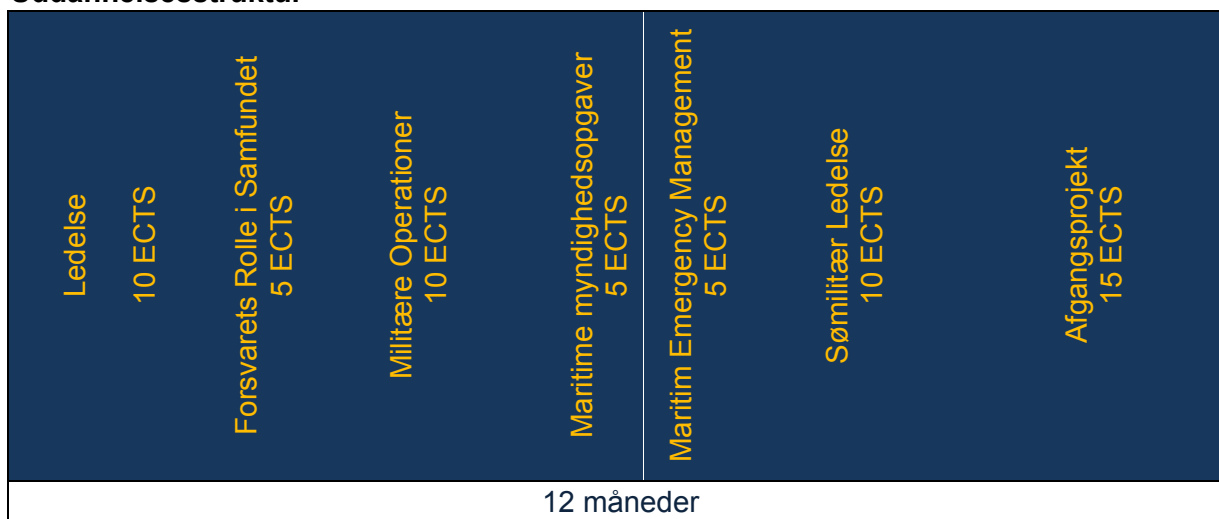 Uddannelsesstruktur
Ledelse
10 ECTS
Forsvarets Rolle i Samfundet
5 ECTS
Militære Operationer
10 ECTS
Maritime myndighedsopgaver
5 ECTS
Maritim Emergency Management
5 ECTS
Sømilitær Ledelse
10 ECTS
Afgangsprojekt
15 ECTS
12 måneder